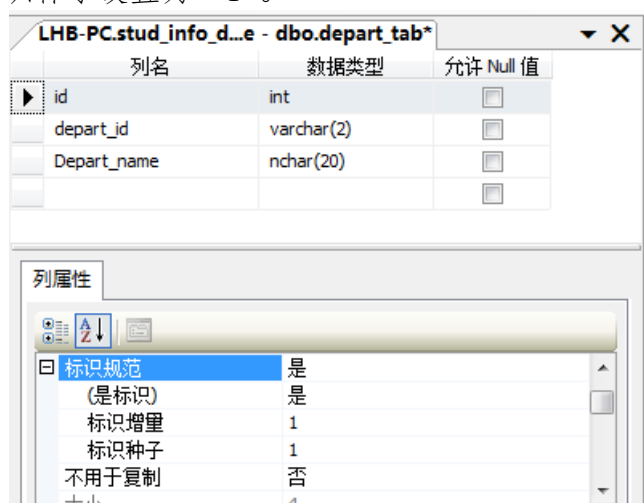 LHB-PC.stud_info_d...e - dbo.depart_tab*
列名 数据类型 允许 Null 值
id int
depart_id varchar(2)
Depart_name nchar(20)
列属性
标识规范 是
(是标识) 是
标识增量 1
标识种子 1
不用于复制 否